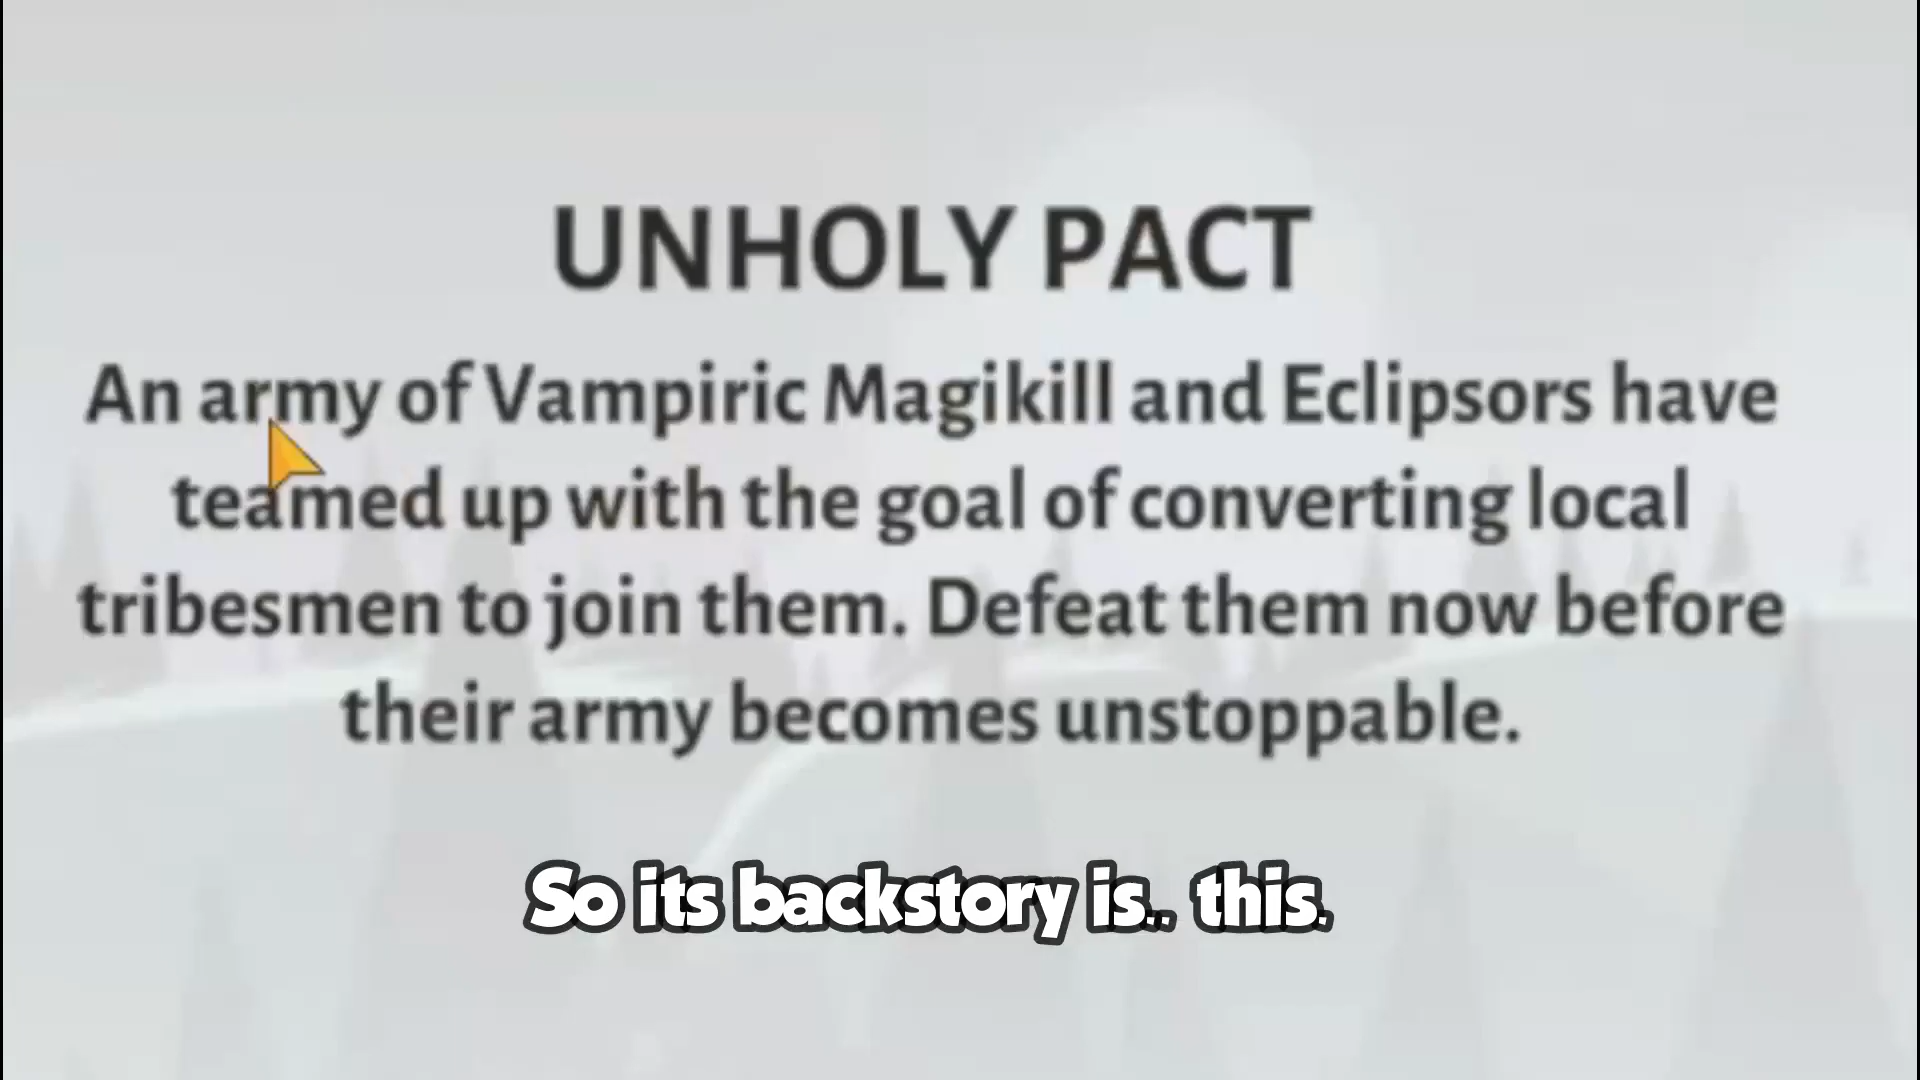 UNHOLY PACT
An army of Vampiric Magikill and Eclipsors have
teamed up with the goal of converting local
tribesmen to join them. Defeat them now before
their army becomes unstoppable.
So its backstory is.. this.